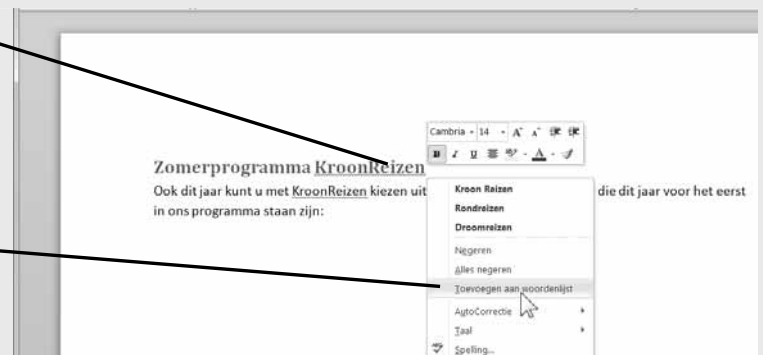 Cambria 14 A A
B I U A
Zomerprogramma KroonReizen
Ook dit jaar kunt u met KroonReizen kiezen uit die dit jaar voor het eerst
in ons programma staan zijn:
Kroon Reizen
Rondreizen
Droomreizen
Negeren
Alles negeren
Toevoegen aan woordenlijst
AutoCorrectie
Taal
Spelling...